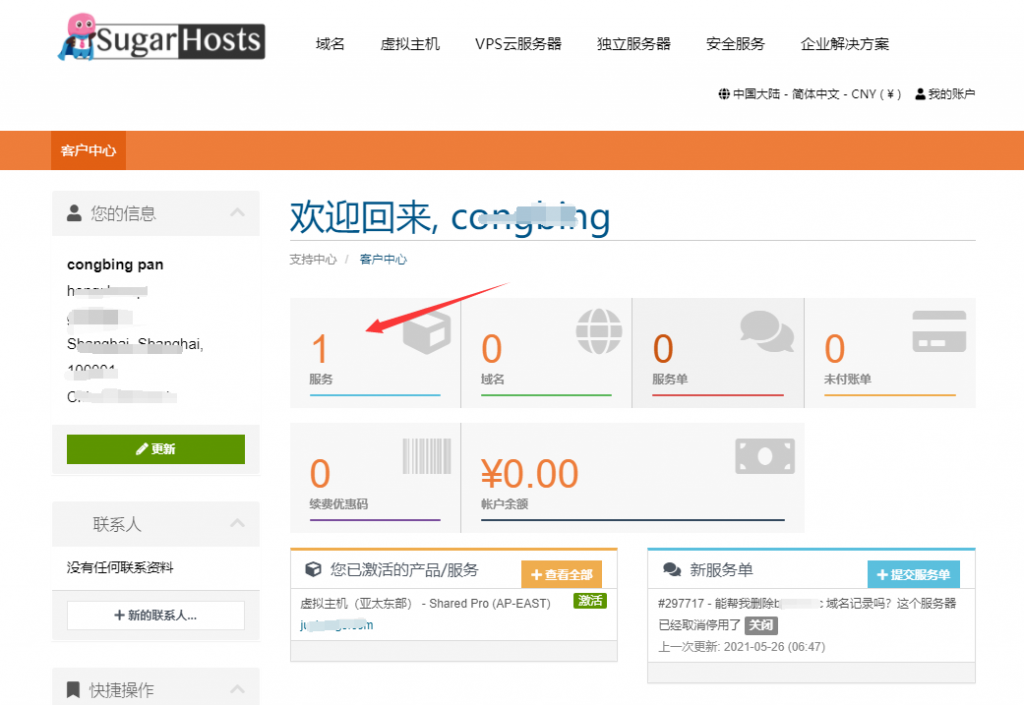 SugarHosts
域名 虚拟主机 VPS云服务器 独立服务器 安全服务 企业解决方案
中国大陆 - 简体中文 - CNY ( ¥ ) 我的账户
客户中心
您的信息
congbing pan
Shanghai, Shanghai,
更新
联系人
没有任何联系资料
新的联系人...
快捷操作
欢迎回来, congbing
支持中心 / 客户中心
1
服务
0
域名
0
服务单
0
未付账单
0
续费优惠码
¥0.00
帐户余额
您已激活的产品/服务
查看全部
虚拟主机（亚太东部） - Shared Pro (AP-EAST) 激活
新服务单
提交服务单
#297717 - 能帮我删除 域名记录吗？这个服务器
已经取消停用了 关闭
上一次更新: 2021-05-26 (06:47)